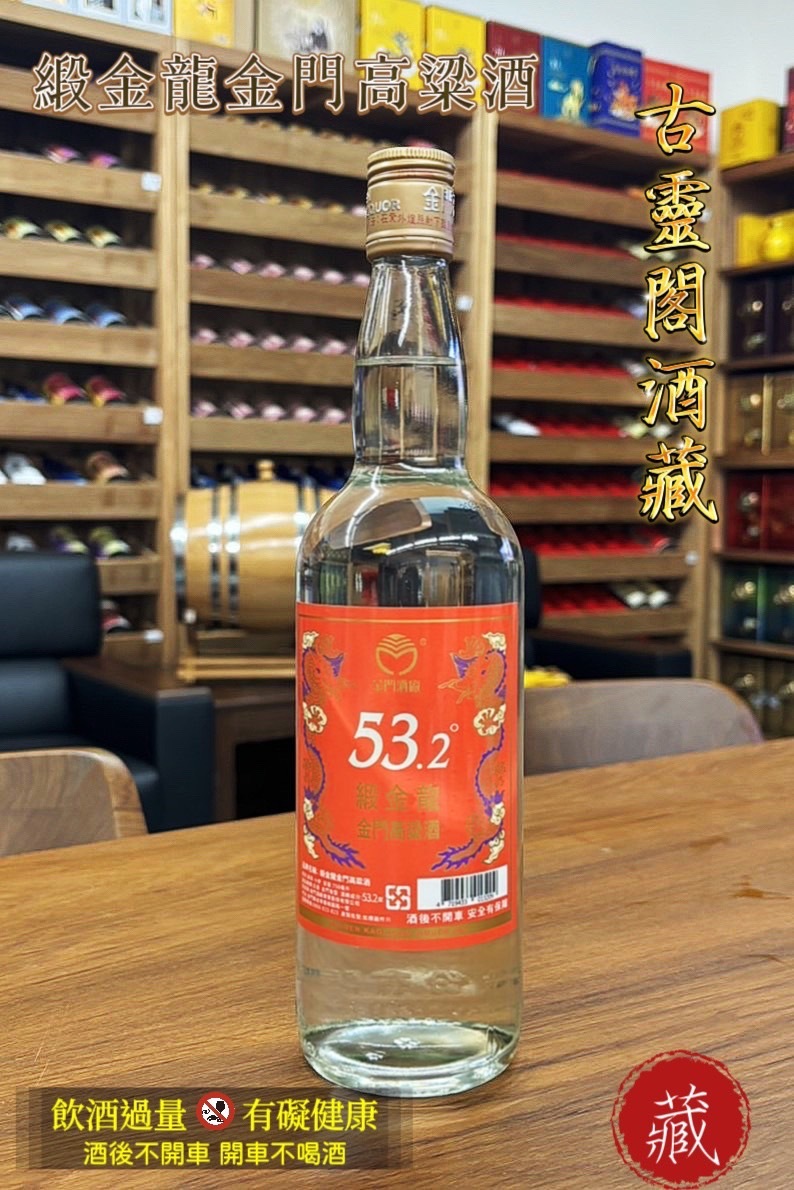 緞金龍金門高粱酒
古靈閣酒藏
金門酒廠
53.2°
緞金龍
金門高粱酒
酒後不開車 安全有保障
飲酒過量 有礙健康
酒後不開車 開車不喝酒
藏